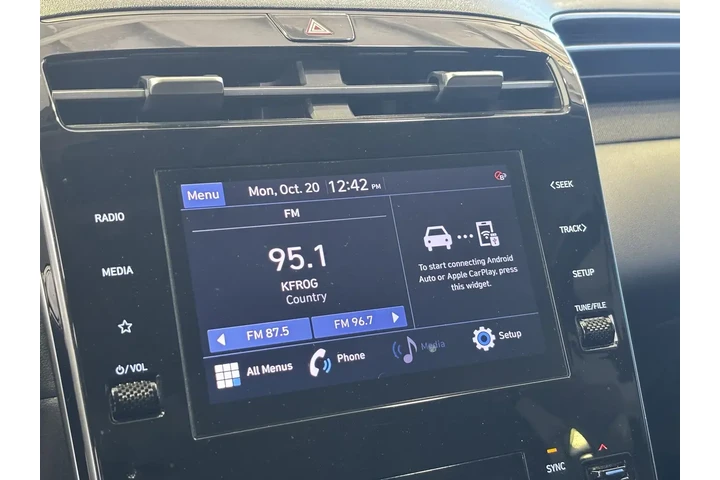 Menu
Mon, Oct. 20
12:42 PM
FM
95.1
KFROG
Country
FM 87.5
FM 96.7
To start connecting Android
Auto or Apple CarPlay, press
this widget.
All Menus
Phone
Media
Setup
RADIO
MEDIA
/VOL
<SEEK
TRACK>
SETUP
TUNE/FILE
SYNC